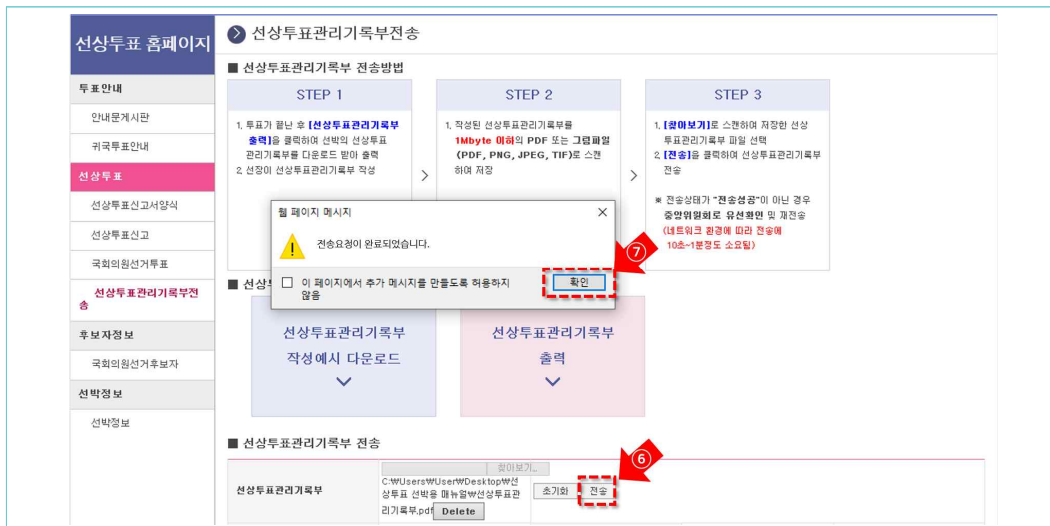 선상투표 홈페이지
투표안내
안내문게시판
귀국투표안내
선상투표
선상투표신고서양식
선상투표신고
국회의원선거투표
선상투표관리기록부전
송
후보자정보
국회의원선거후보자
선박정보
선박정보
선상투표관리기록부전송
■ 선상투표관리기록부 전송방법
STEP 1
1. 투표가 끝난 후 [선상투표관리기록부
출력]을 클릭하여 선박의 선상투표
관리기록부를 다운로드 받아 출력
2. 선장이 선상투표관리기록부 작성
>
STEP 2
1. 작성된 선상투표관리기록부를
1Mbyte 이하의 PDF 또는 그림파일
(PDF, PNG, JPEG, TIF)로 스캔
하여 저장
>
STEP 3
1. [찾아보기]로 스캔하여 저장한 선상
투표관리기록부 파일 선택
2. [전송]을 클릭하여 선상투표관리기록부
전송
※ 전송상태가 "전송성공"이 아닌 경우
중앙위원회로 유선확인 및 재전송
(네트워크 환경에 따라 전송에
10초~1분정도 소요됨)
웹 페이지 메시지
전송요청이 완료되었습니다.
이 페이지에서 추가 메시지를 만들도록 허용하지
않음
확인
⑦
■ 선상
선상투표관리기록부
작성예시 다운로드
선상투표관리기록부
출력
■ 선상투표관리기록부 전송
⑥
선상투표관리기록부
찾아보기...
C:₩Users₩User₩Desktop₩선
상투표 선박용 매뉴얼₩선상투표관
리기록부.pdf Delete
초기화 전송